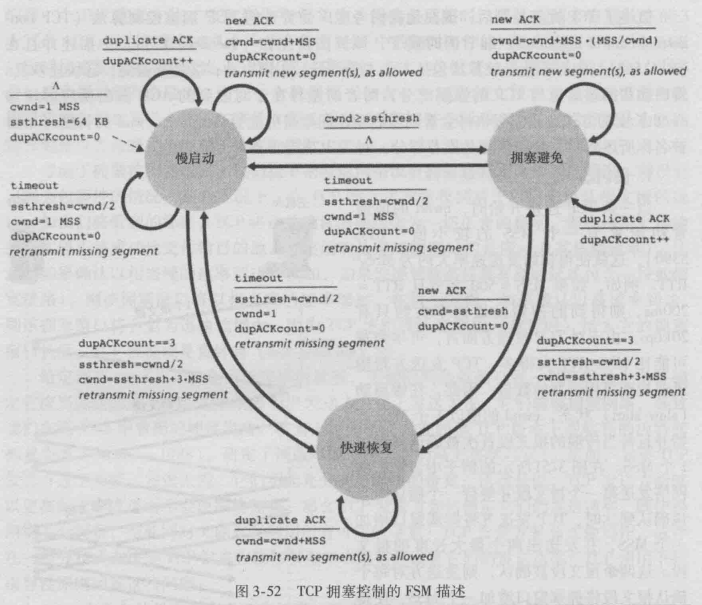 duplicate ACK
dupACKcount++
new ACK
cwnd=cwnd+MSS
dupACKcount=0
transmit new segment(s), as allowed
new ACK
cwnd=cwnd+MSS·(MSS/cwnd)
dupACKcount=0
transmit new segment(s), as allowed
cwnd=1 MSS
ssthresh=64 KB
dupACKcount=0
慢启动
cwnd≥ssthresh
Λ
拥塞避免
timeout
ssthresh=cwnd/2
cwnd=1 MSS
dupACKcount=0
retransmit missing segment
timeout
ssthresh=cwnd/2
cwnd=1 MSS
dupACKcount=0
retransmit missing segment
duplicate ACK
dupACKcount++
timeout
ssthresh=cwnd/2
cwnd=1
dupACKcount=0
retransmit missing segment
new ACK
cwnd=ssthresh
dupACKcount=0
dupACKcount==3
ssthresh=cwnd/2
cwnd=ssthresh+3·MSS
retransmit missing segment
dupACKcount==3
ssthresh=cwnd/2
cwnd=ssthresh+3·MSS
retransmit missing segment
快速恢复
duplicate ACK
cwnd=cwnd+MSS
transmit new segment(s), as allowed
图3-52 TCP 拥塞控制的 FSM 描述